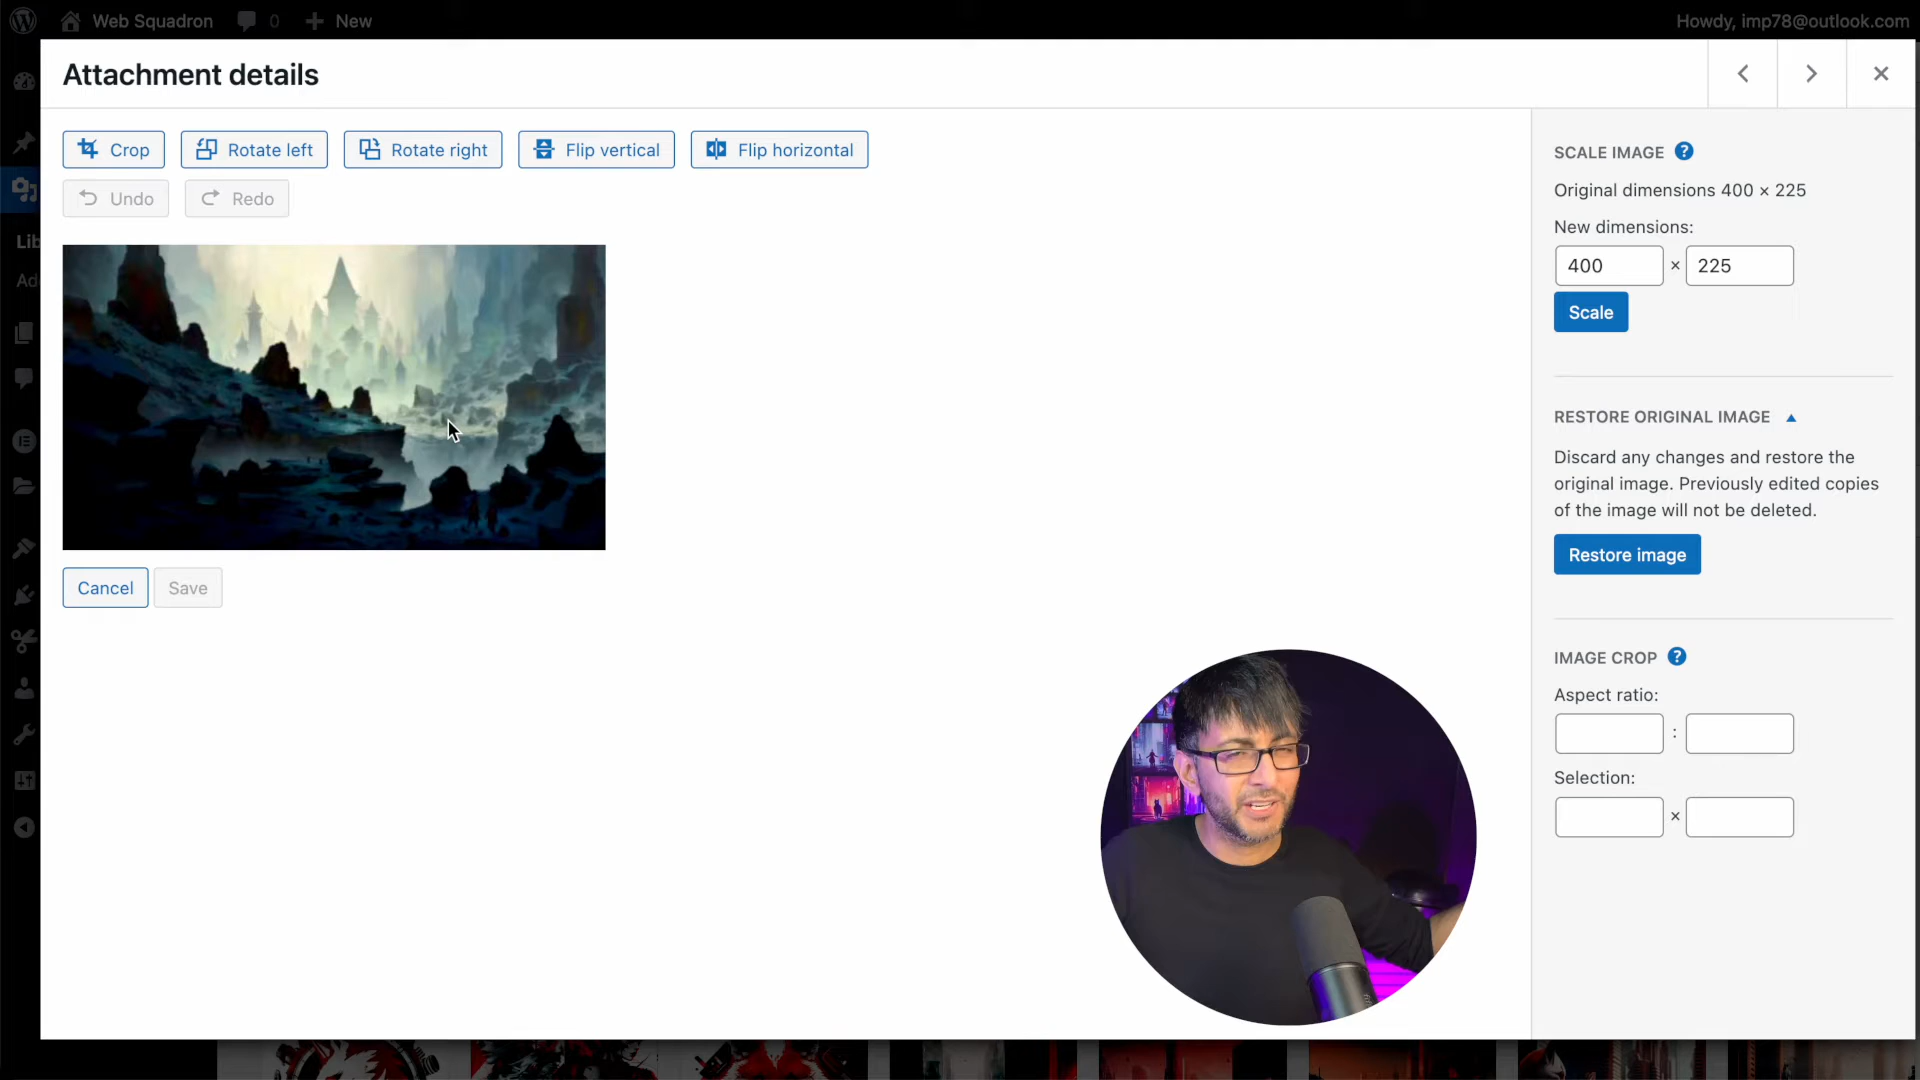 Web Squadron 0 New Howdy, imp78@outlook.com
Attachment details
Crop Rotate left Rotate right Flip vertical Flip horizontal
Undo Redo
Cancel Save
SCALE IMAGE ?
Original dimensions 400 × 225
New dimensions:
400 × 225
Scale
RESTORE ORIGINAL IMAGE
Discard any changes and restore the
original image. Previously edited copies
of the image will not be deleted.
Restore image
IMAGE CROP ?
Aspect ratio:
:
Selection:
×
Lib
Ad